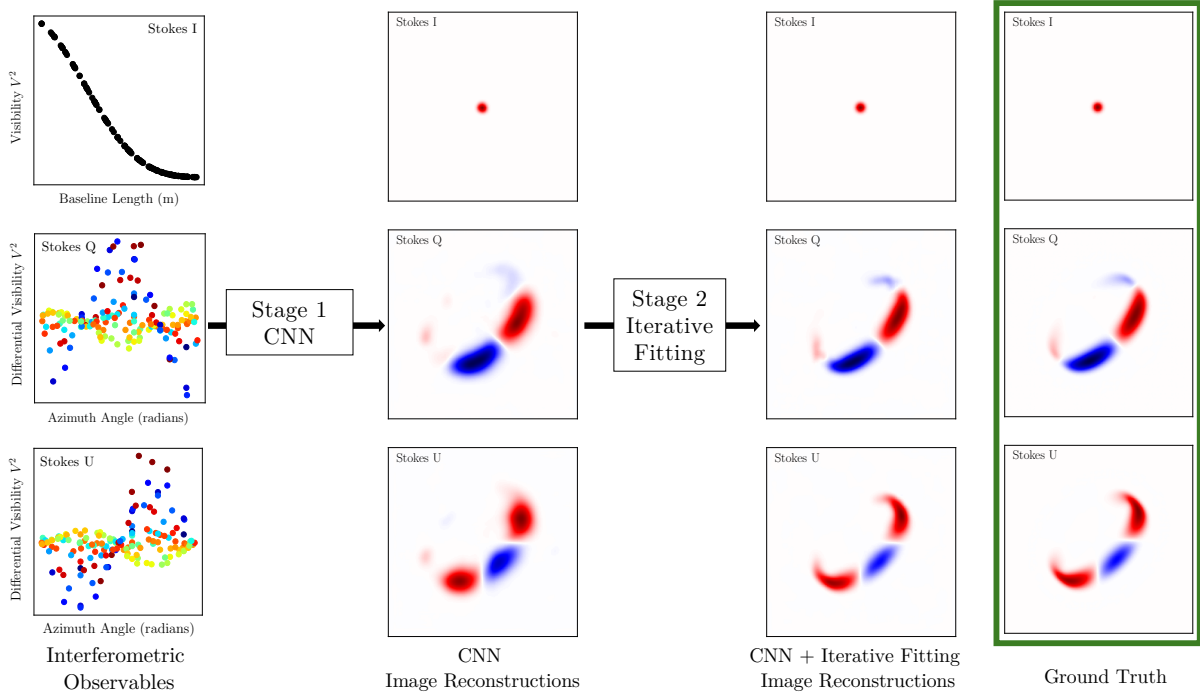 Stokes I
Visibility V²
Baseline Length (m)
Stokes I
Stokes I
Stokes I
Stokes Q
Differential Visibility V²
Azimuth Angle (radians)
Stage 1
CNN
Stokes Q
Stage 2
Iterative
Fitting
Stokes Q
Stokes Q
Stokes U
Differential Visibility V²
Azimuth Angle (radians)
Stokes U
Stokes U
Stokes U
Interferometric
Observables
CNN
Image Reconstructions
CNN + Iterative Fitting
Image Reconstructions
Ground Truth